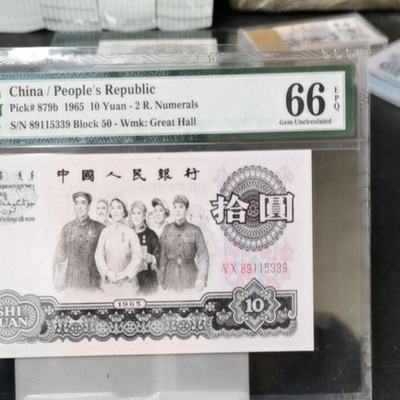 China / People's Republic
Pick# 879b 1965 10 Yuan - 2 R. Numerals
S/N 89115339 Block 50 - Wmk: Great Hall
66 EPQ
Gem Uncirculated
中國人民銀行
拾圓
VX 89115339
1965
SHI
YUAN
10